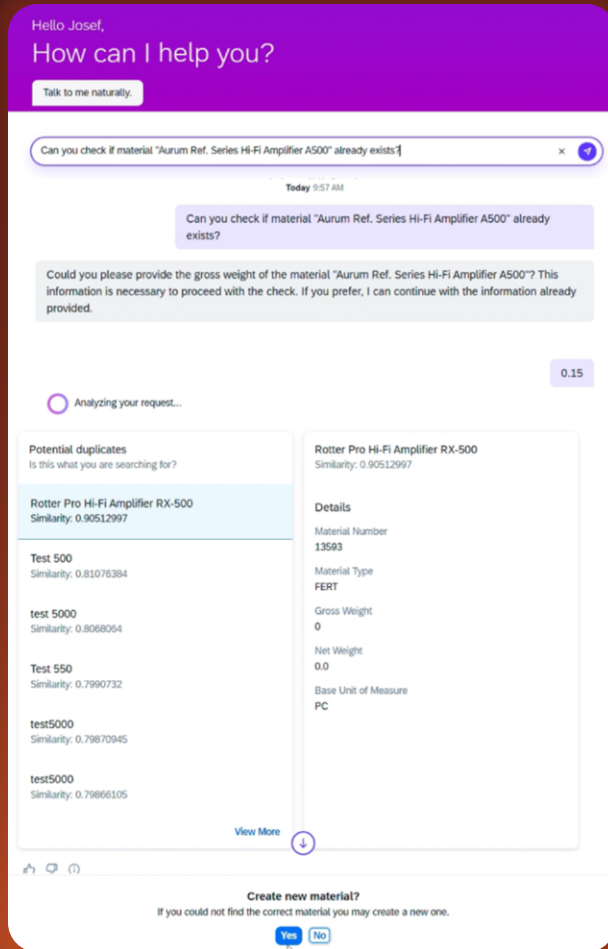 Hello Josef,
How can I help you?
Talk to me naturally.
Can you check if material "Aurum Ref. Series Hi-Fi Amplifier A500" already exists?
Today 9:57 AM
Can you check if material "Aurum Ref. Series Hi-Fi Amplifier A500" already
exists?
Could you please provide the gross weight of the material "Aurum Ref. Series Hi-Fi Amplifier A500"? This
information is necessary to proceed with the check. If you prefer, I can continue with the information already
provided.
0.15
Analyzing your request...
Potential duplicates
Is this what you are searching for?
Rotter Pro Hi-Fi Amplifier RX-500
Similarity: 0.90512997
Test 500
Similarity: 0.81076384
test 5000
Similarity: 0.8068064
Test 550
Similarity: 0.7990732
test5000
Similarity: 0.79870945
test5000
Similarity: 0.79866105
View More
Rotter Pro Hi-Fi Amplifier RX-500
Similarity: 0.90512997
Details
Material Number
13593
Material Type
FERT
Gross Weight
0
Net Weight
0.0
Base Unit of Measure
PC
Create new material?
If you could not find the correct material you may create a new one.
Yes No